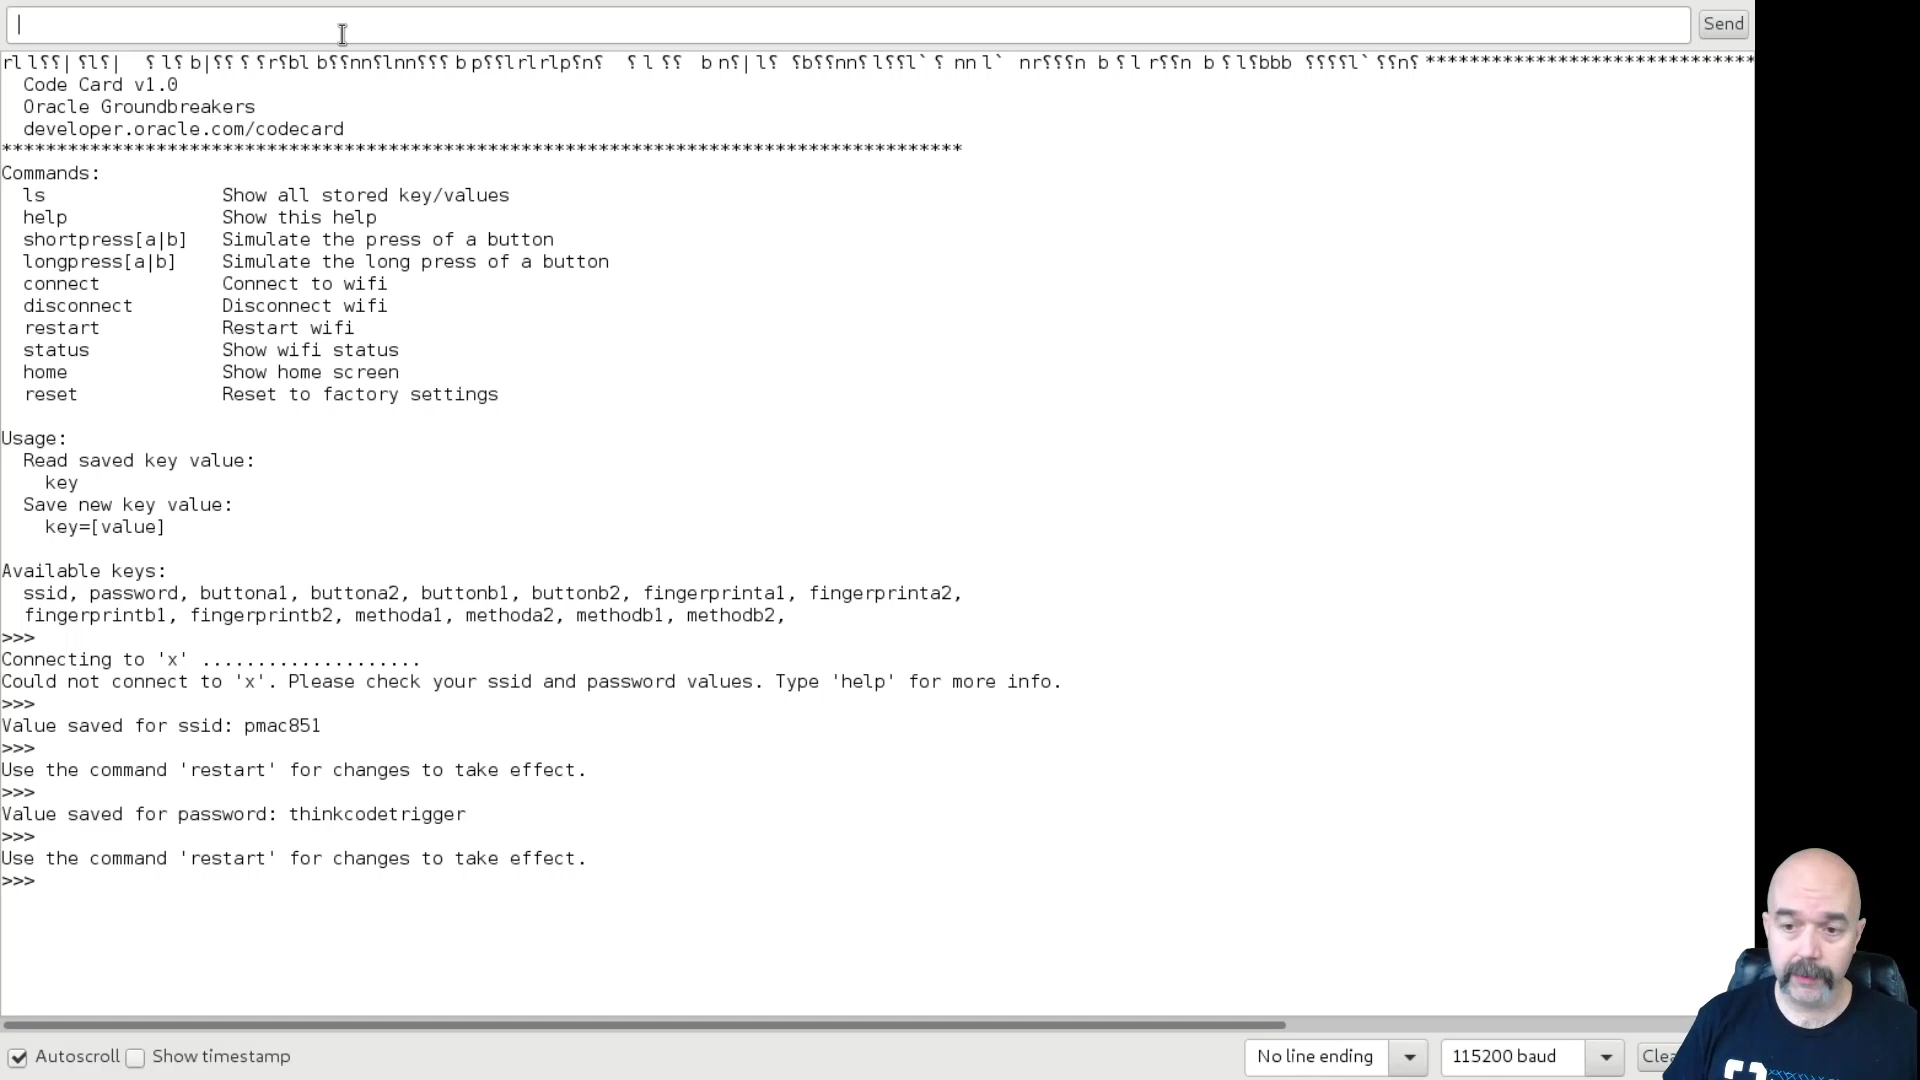 Send
Code Card v1.0
Oracle Groundbreakers
developer.oracle.com/codecard
***************************************************************************************
Commands:
ls Show all stored key/values
help Show this help
shortpress[a|b] Simulate the press of a button
longpress[a|b] Simulate the long press of a button
connect Connect to wifi
disconnect Disconnect wifi
restart Restart wifi
status Show wifi status
home Show home screen
reset Reset to factory settings
Usage:
Read saved key value:
key
Save new key value:
key=[value]
Available keys:
ssid, password, buttona1, buttona2, buttonb1, buttonb2, fingerprinta1, fingerprinta2,
fingerprintb1, fingerprintb2, methoda1, methoda2, methodb1, methodb2,
>>>
Connecting to 'x' ....................
Could not connect to 'x'. Please check your ssid and password values. Type 'help' for more info.
>>>
Value saved for ssid: pmac851
>>>
Use the command 'restart' for changes to take effect.
>>>
Value saved for password: thinkcodetrigger
>>>
Use the command 'restart' for changes to take effect.
>>>
Autoscroll Show timestamp No line ending 115200 baud